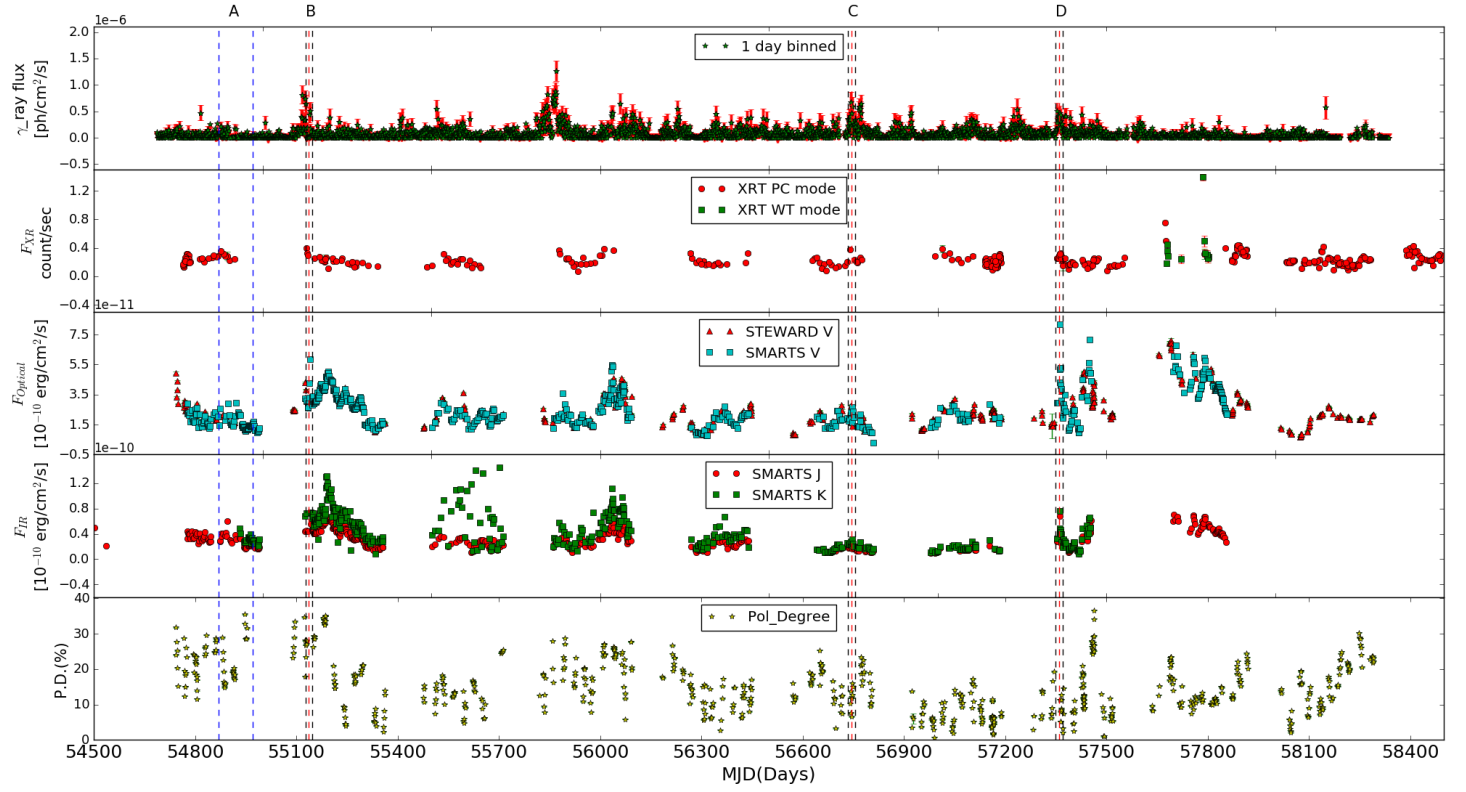 A B C D
1e−6
2.0
1.5
1.0
0.5
0.0
−0.5
γ_ray flux
[ph/cm²/s]
1 day binned
1.2
0.8
0.4
0.0
−0.4
F_XR
count/sec
XRT PC mode
XRT WT mode
1e−11
7.5
5.5
3.5
1.5
−0.5
F_Optical
[10⁻¹⁰ erg/cm²/s]
STEWARD V
SMARTS V
1e−10
1.2
0.8
0.4
0.0
−0.4
F_IR
[10⁻¹⁰ erg/cm²/s]
SMARTS J
SMARTS K
40
30
20
10
0
P.D.(%)
Pol_Degree
54500 54800 55100 55400 55700 56000 56300 56600 56900 57200 57500 57800 58100 58400
MJD(Days)